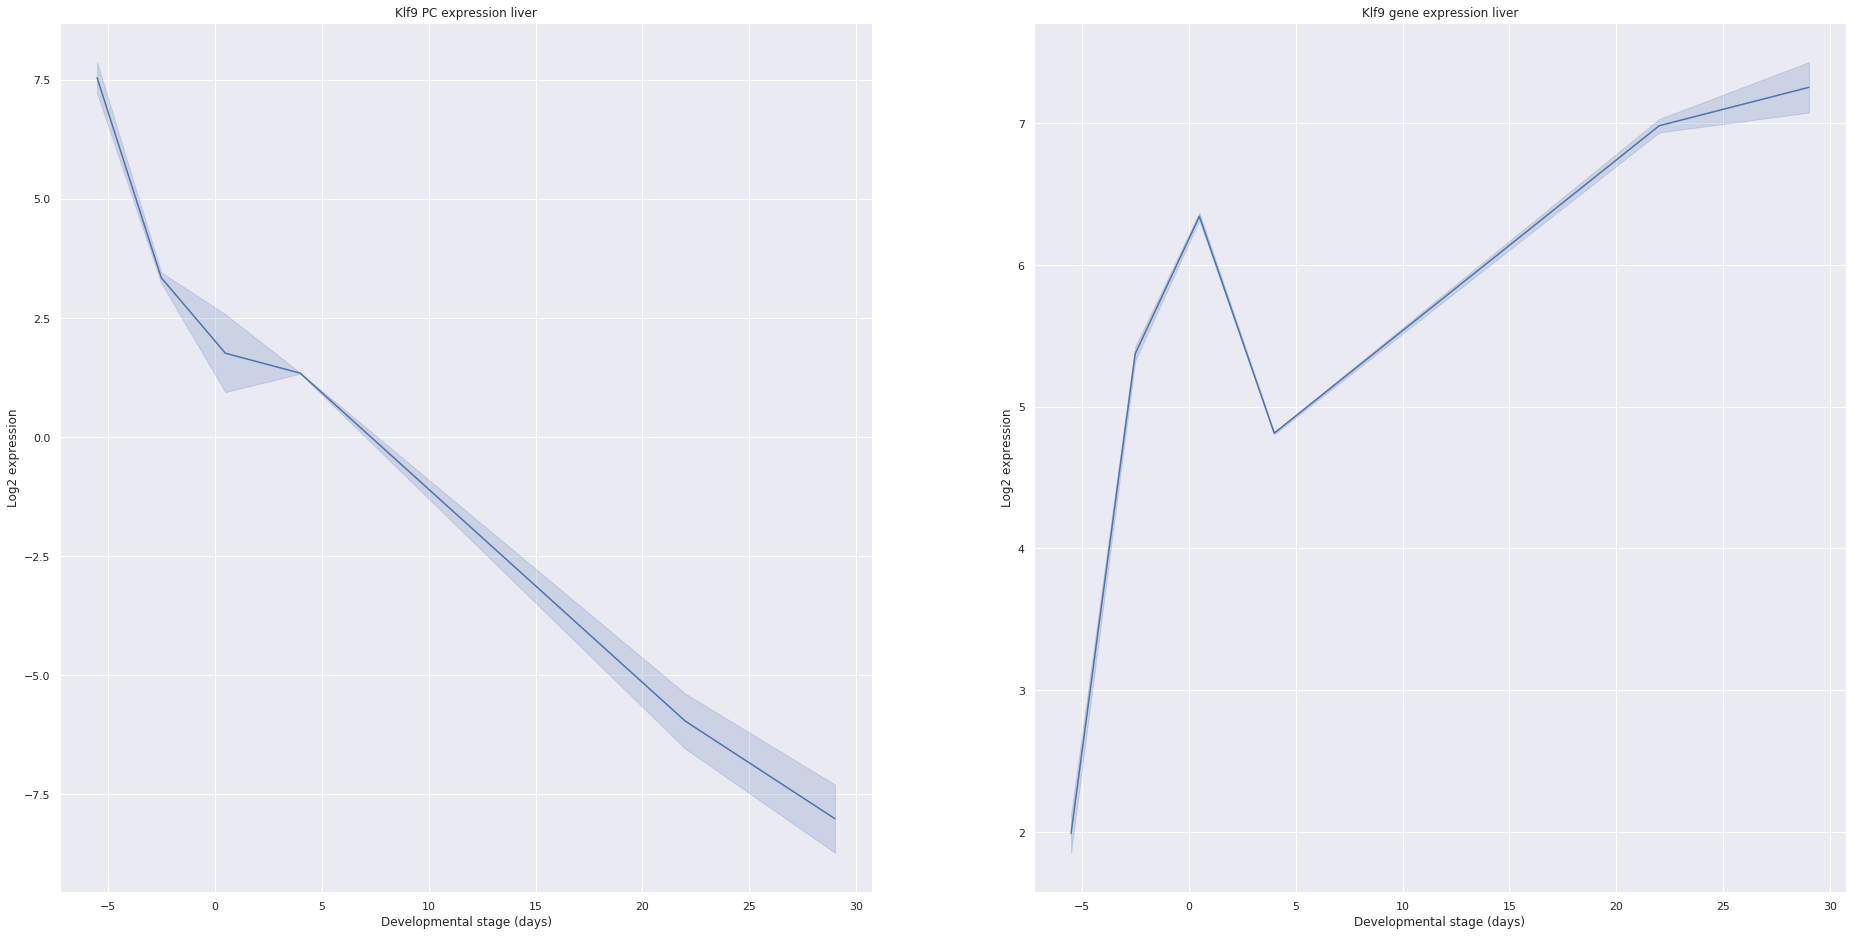 Klf9 PC expression liver
Log2 expression
7.5
5.0
2.5
0.0
−2.5
−5.0
−7.5
−5 0 5 10 15 20 25 30
Developmental stage (days)
Klf9 gene expression liver
Log2 expression
7
6
5
4
3
2
−5 0 5 10 15 20 25 30
Developmental stage (days)